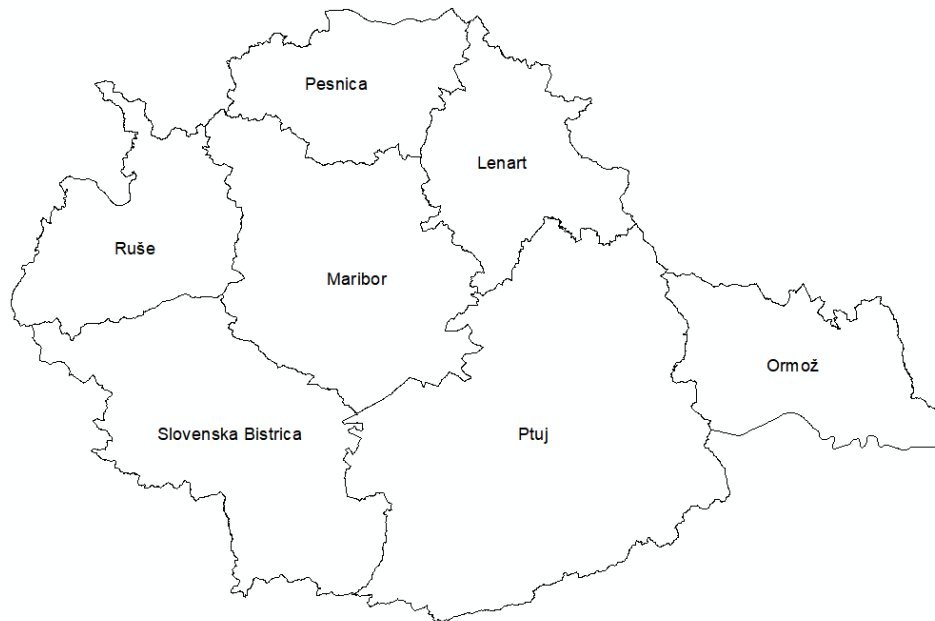 Pesnica
Lenart
Ruše
Maribor
Ormož
Slovenska Bistrica
Ptuj